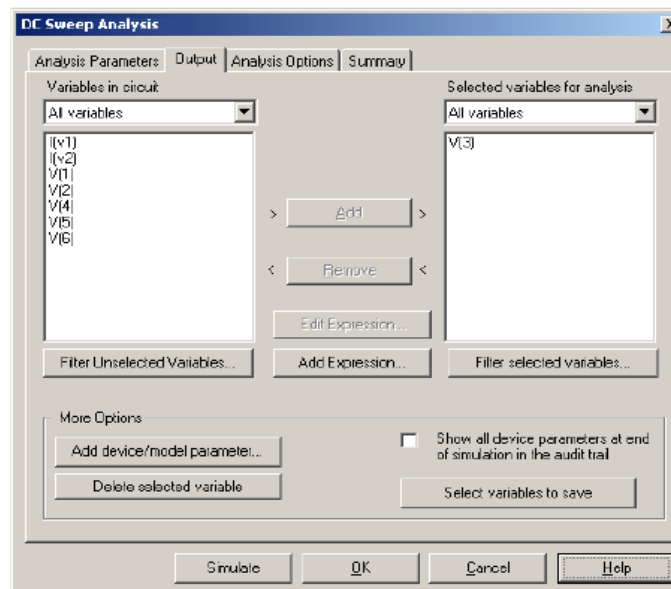 DC Sweep Analysis
Analysis Parameters Output Analysis Options Summary
Variables in circuit
Selected variables for analysis
All variables
All variables
I(v1)
I(v2)
V(1)
V(2)
V(4)
V(5)
V(6)
V(3)
> Add >
< Remove <
Edit Expression...
Filter Unselected Variables...
Add Expression...
Filter selected variables...
More Options
Add device/model parameter...
Delete selected variable
Show all device parameters at end
of simulation in the audit trail
Select variables to save
Simulate
OK
Cancel
Help